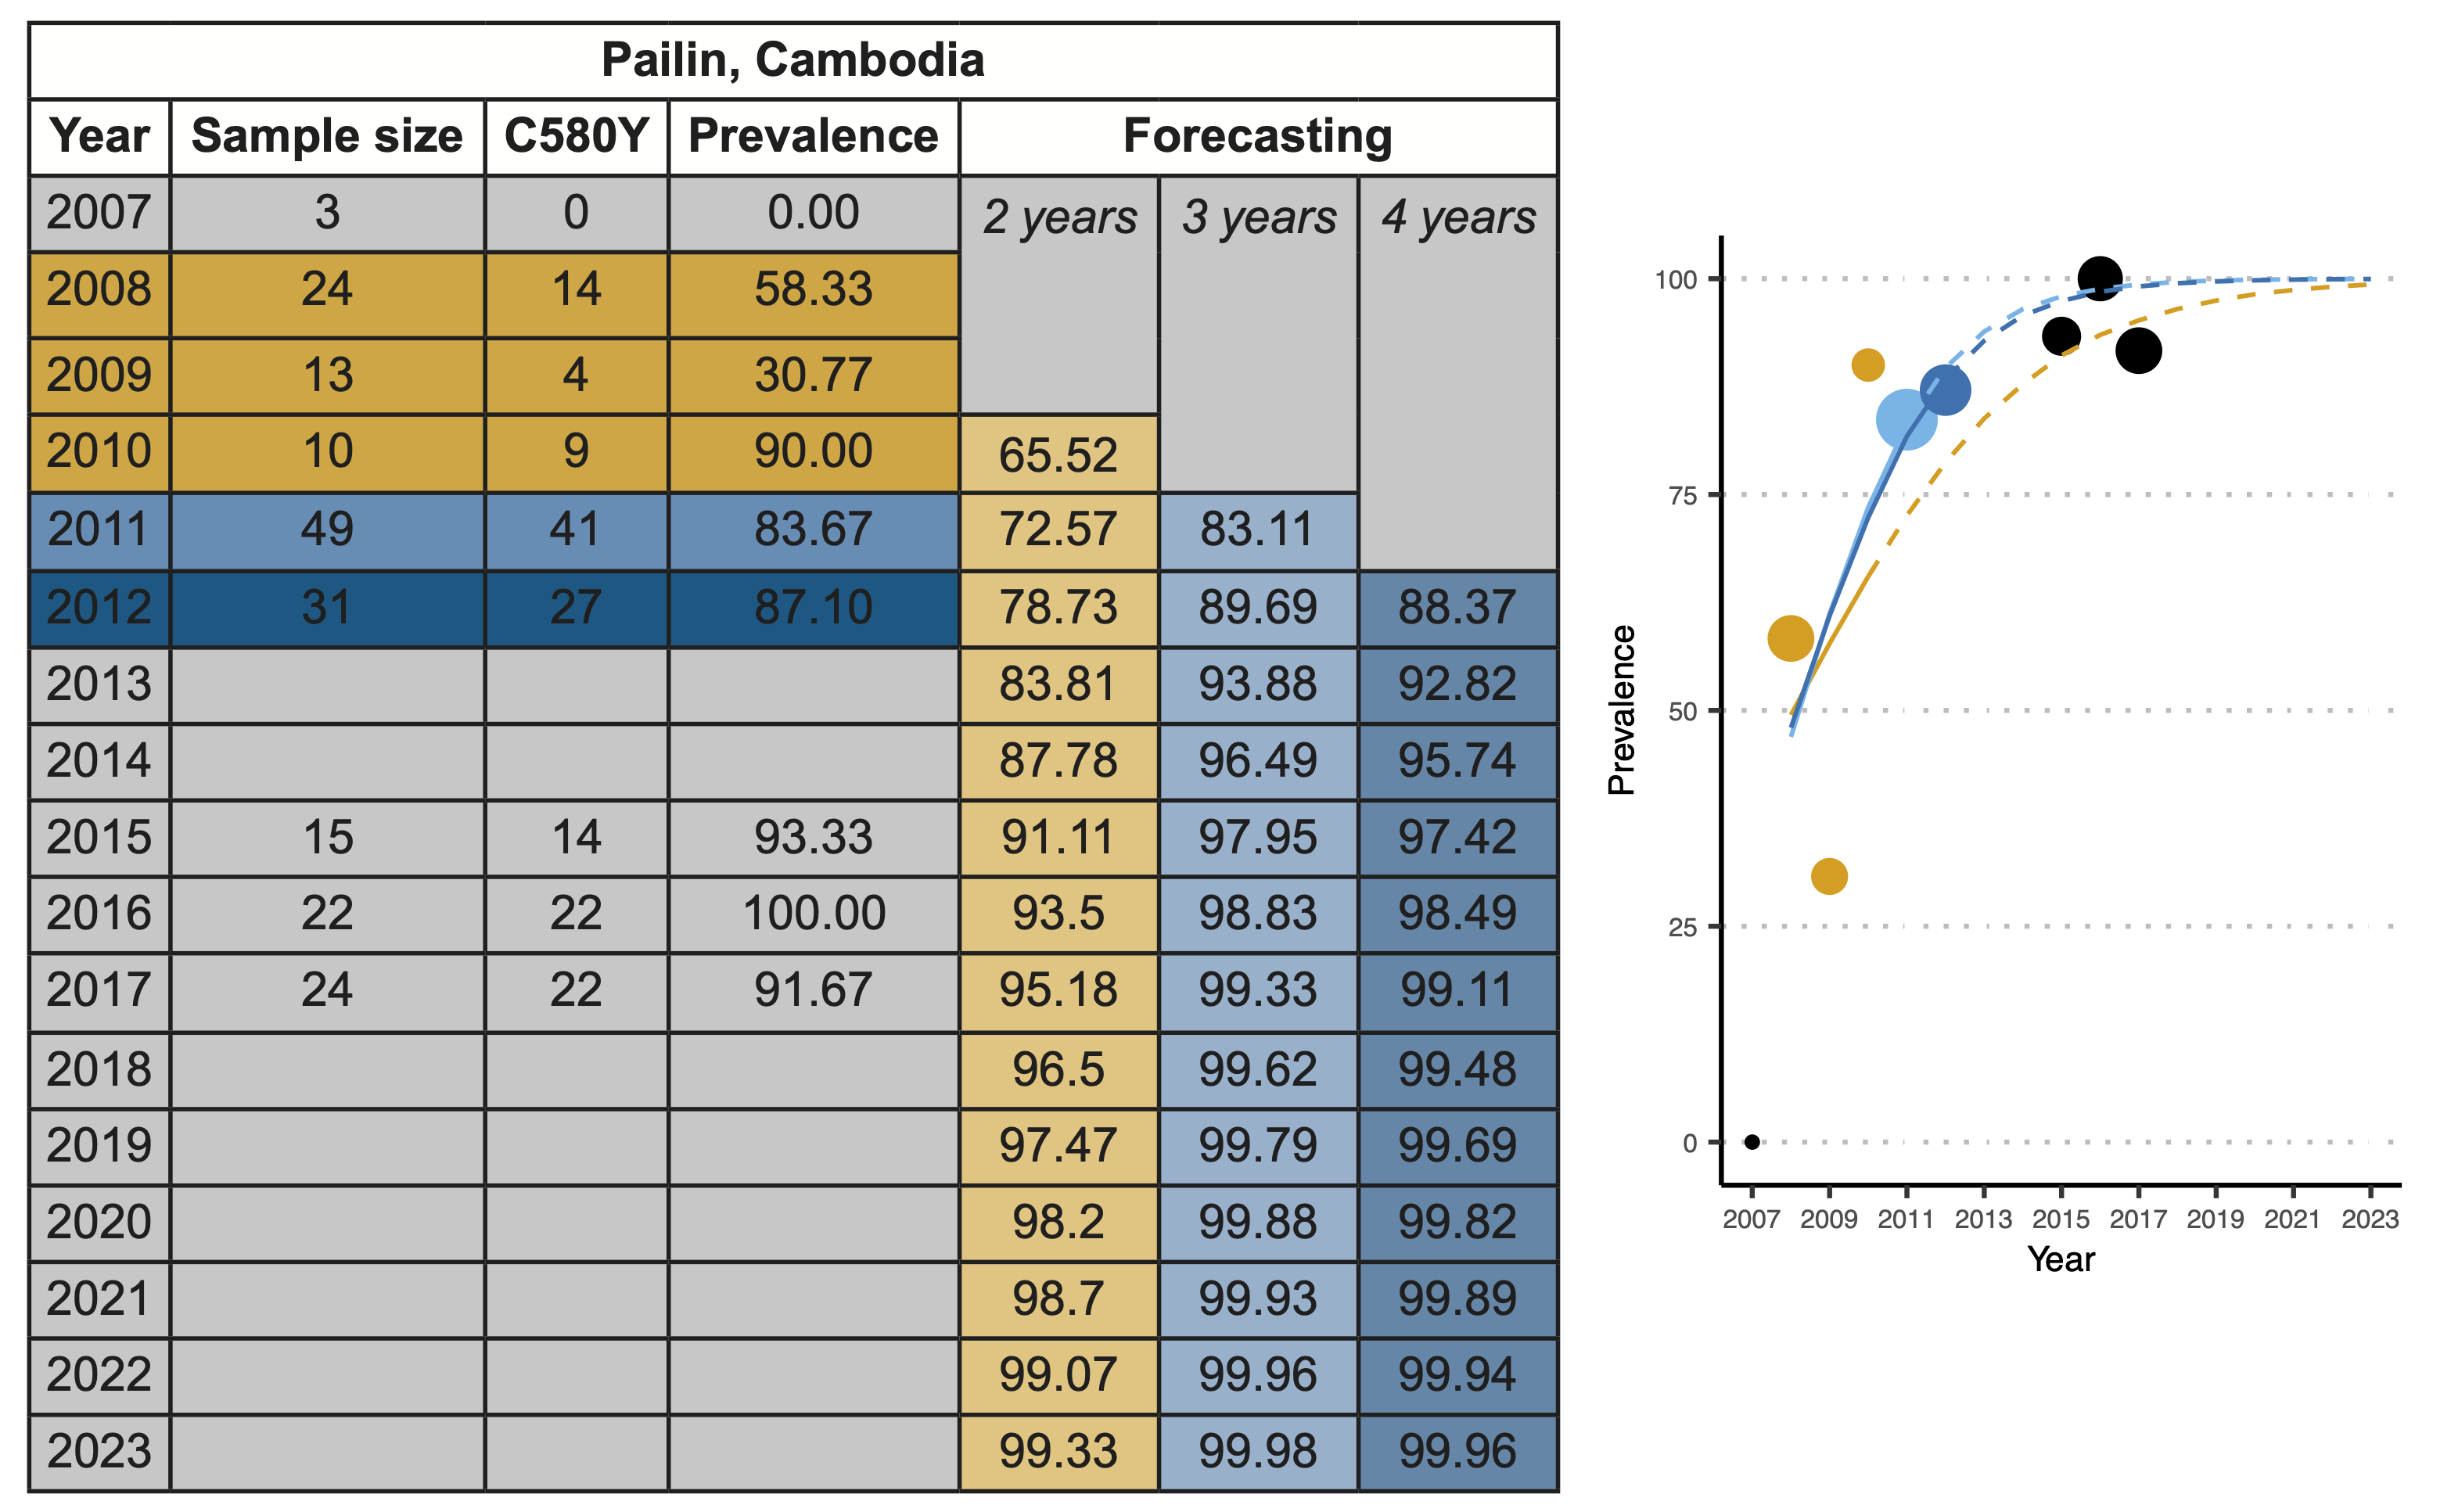 Pailin, Cambodia
Year Sample size C580Y Prevalence Forecasting
2007 3 0 0.00 2 years 3 years 4 years
2008 24 14 58.33
2009 13 4 30.77
2010 10 9 90.00 65.52
2011 49 41 83.67 72.57 83.11
2012 31 27 87.10 78.73 89.69 88.37
2013 83.81 93.88 92.82
2014 87.78 96.49 95.74
2015 15 14 93.33 91.11 97.95 97.42
2016 22 22 100.00 93.5 98.83 98.49
2017 24 22 91.67 95.18 99.33 99.11
2018 96.5 99.62 99.48
2019 97.47 99.79 99.69
2020 98.2 99.88 99.82
2021 98.7 99.93 99.89
2022 99.07 99.96 99.94
2023 99.33 99.98 99.96
Prevalence
100
75
50
25
0
2007 2009 2011 2013 2015 2017 2019 2021 2023
Year